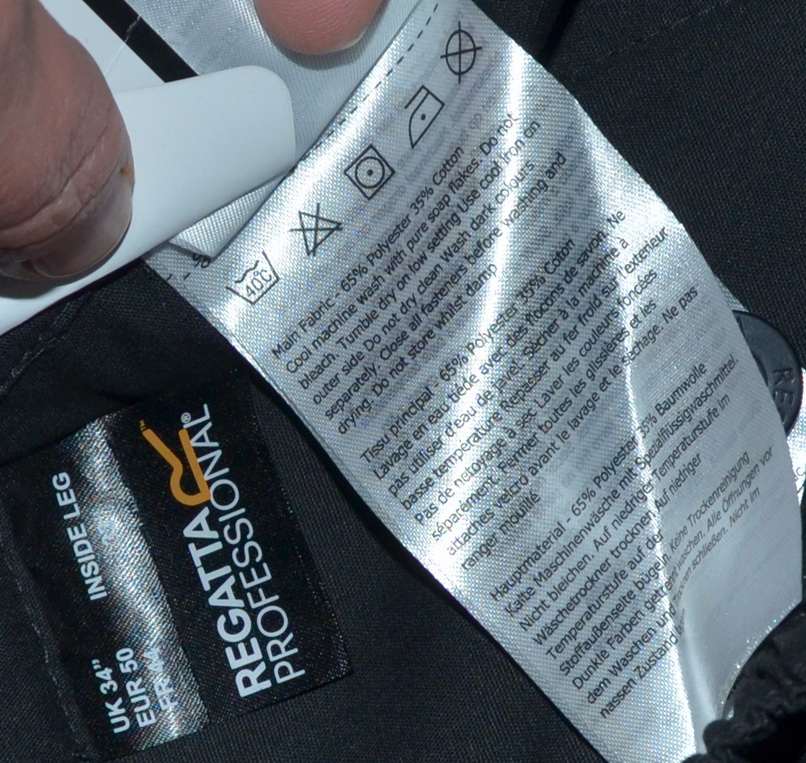 40°C
Main Fabric - 65% Polyester 35% Cotton
Cool machine wash with pure soap flakes. Do not
bleach. Tumble dry on low setting Use cool iron on
outer side Do not dry clean Wash dark colours
separately. Close all fasteners before washing and
drying. Do not store whilst damp
Tissu principal - 65% Polyester 35% Cotton
Lavage en eau tiède avec des flocons de savon. Ne
pas utiliser d'eau de javel. Sécher à la machine à
basse température Repasser au fer froid sur l'extérieur
Pas de nettoyage à sec Laver les couleurs foncées
séparément. Fermer toutes les glissières et les
attaches velcro avant le lavage et le séchage. Ne pas
ranger mouillé
Hauptmaterial - 65% Polyester 35% Baumwolle
Kalte Maschinenwäsche mit Spezialflüssigwaschmittel.
Nicht bleichen. Auf niedriger Temperaturstufe im
Wäschetrockner trocknen auf niedriger
Temperaturstufe auf der
Stoffaußenseite bügeln Keine Trockenreinigung
Dunkle Farben waschen. Alle Öffnungen vor
dem Waschen schließen. Nicht im
nassen Zustand
REGATTA
PROFESSIONAL®
UK 34" INSIDE LEG
EUR 50
FR
RE